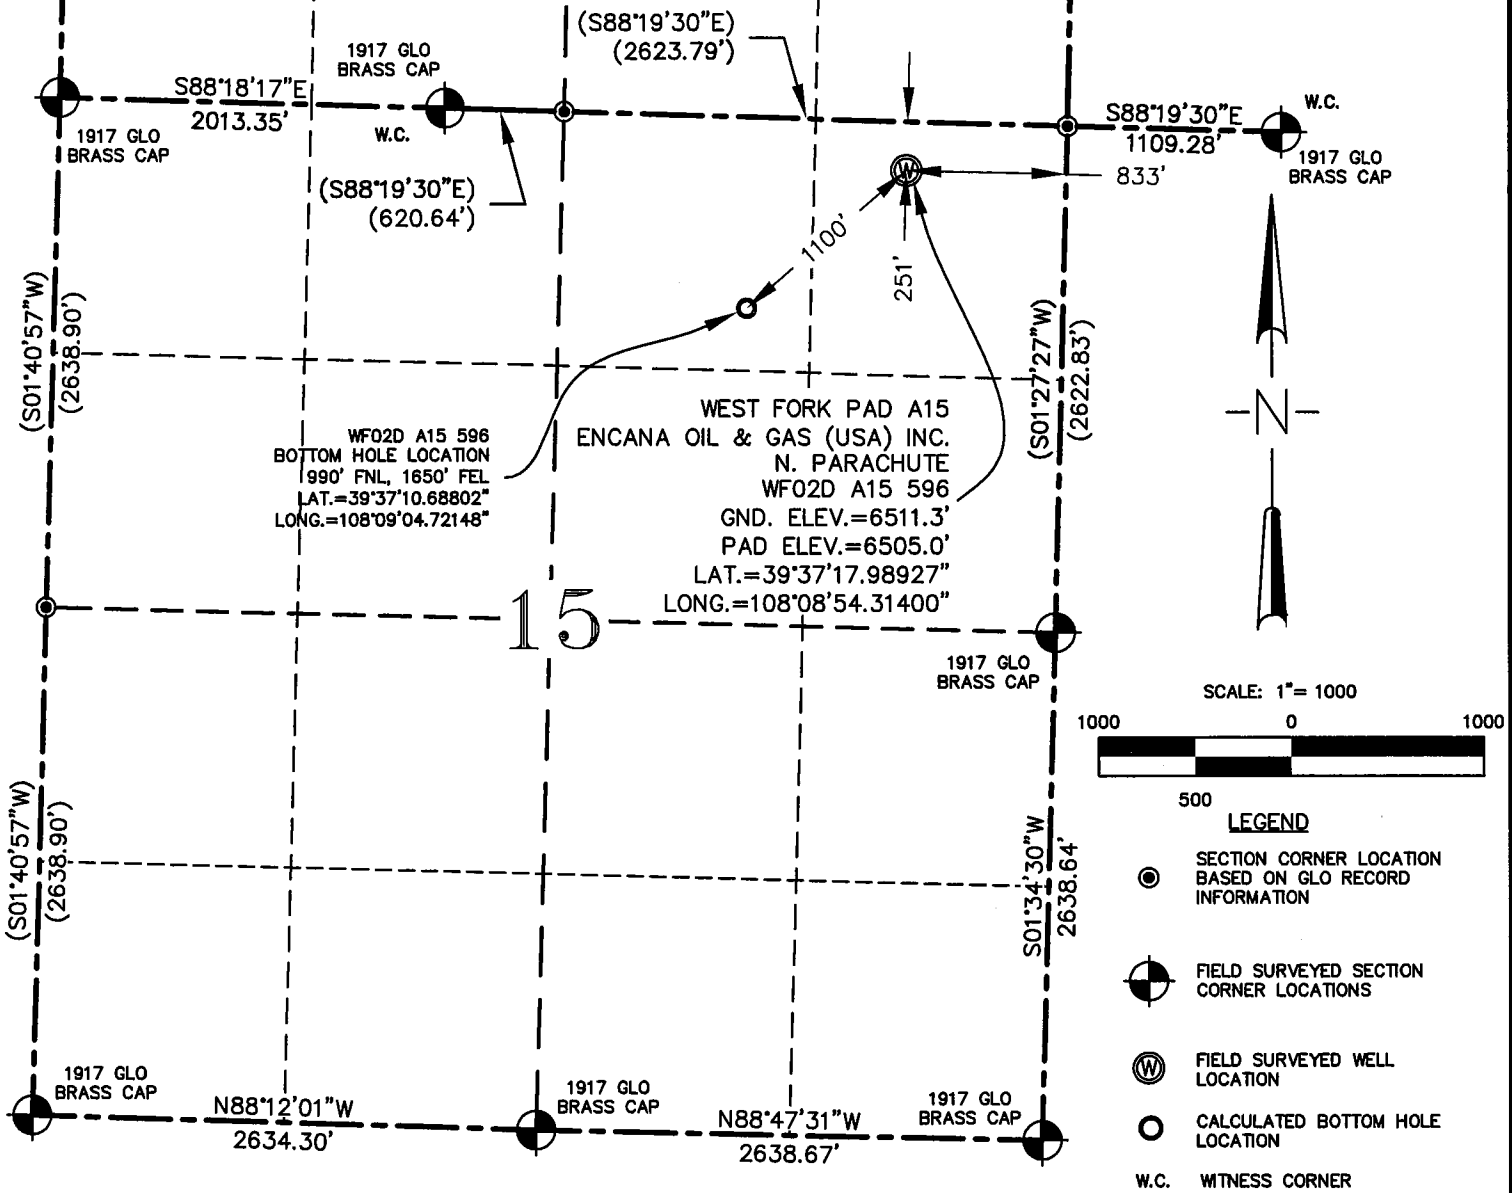 (S88°19'30"E)
(2623.79')
1917 GLO
BRASS CAP
S88°18'17"E
2013.35'
W.C.
1917 GLO
BRASS CAP
(S88°19'30"E)
(620.64')
S88°19'30"E
1109.28'
W.C.
1917 GLO
BRASS CAP
W
833'
1100'
251'
(S01°40'57"W)
(2638.90')
(S01°27'27"W)
(2622.83')
N
WF02D A15 596
BOTTOM HOLE LOCATION
990' FNL, 1650' FEL
LAT.=39°37'10.68802"
LONG.=108°09'04.72148"
WEST FORK PAD A15
ENCANA OIL & GAS (USA) INC.
N. PARACHUTE
WF02D A15 596
GND. ELEV.=6511.3'
PAD ELEV.=6505.0'
LAT.=39°37'17.98927"
LONG.=108°08'54.31400"
15
1917 GLO
BRASS CAP
SCALE: 1"= 1000
1000 0 1000
500
(S01°40'57"W)
(2638.90')
S01°34'30"W
2638.64'
LEGEND
SECTION CORNER LOCATION
BASED ON GLO RECORD
INFORMATION
FIELD SURVEYED SECTION
CORNER LOCATIONS
W
FIELD SURVEYED WELL
LOCATION
CALCULATED BOTTOM HOLE
LOCATION
W.C. WITNESS CORNER
1917 GLO
BRASS CAP
N88°12'01"W
2634.30'
1917 GLO
BRASS CAP
N88°47'31"W
2638.67'
1917 GLO
BRASS CAP